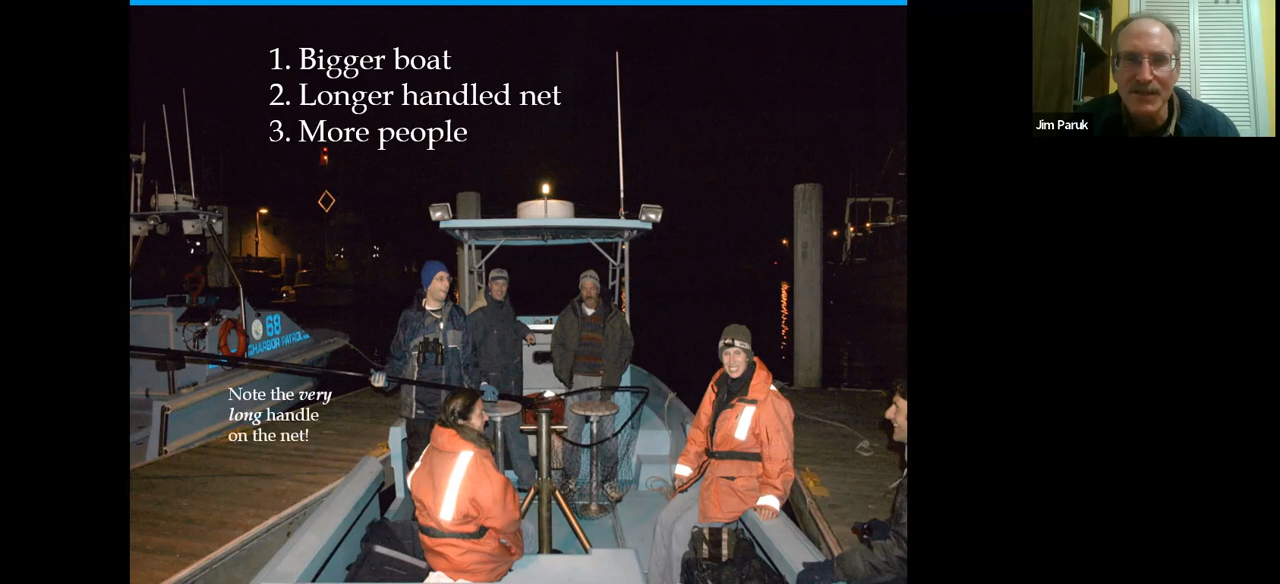 1. Bigger boat
2. Longer handled net
3. More people
Jim Paruk
68
HARBOR PATROL
Note the very
long handle
on the net!